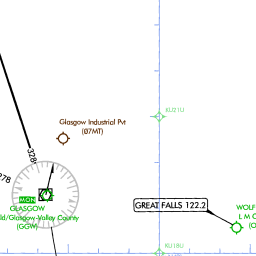 KU21U
Glasgow Industrial Pvt
(07MT)
328°
278
MON
GLASGOW
ld/Glasgow-Valley County
(GGW)
GREAT FALLS 122.2
WOLF
L M C
(O
KU18U